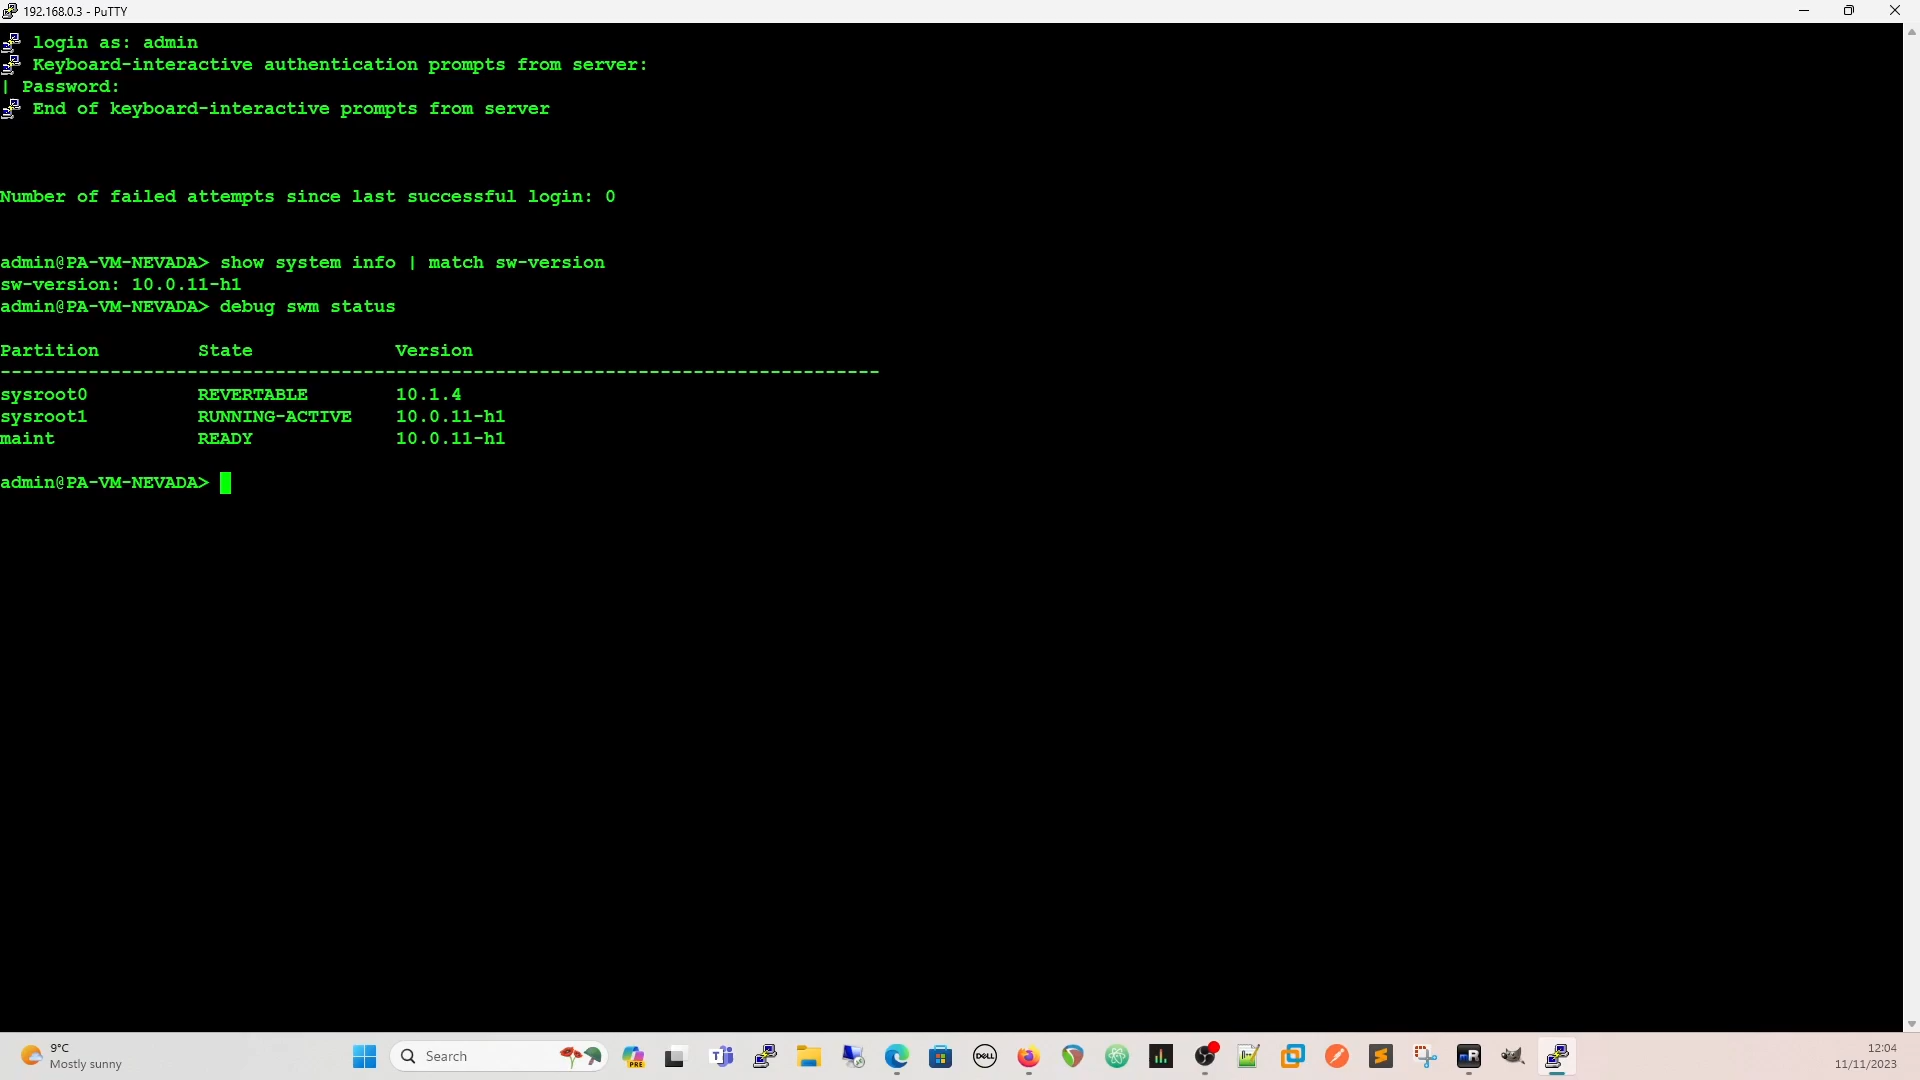 192.168.0.3 - PuTTY
login as: admin
Keyboard-interactive authentication prompts from server:
| Password:
End of keyboard-interactive prompts from server
Number of failed attempts since last successful login: 0
admin@PA-VM-NEVADA> show system info | match sw-version
sw-version: 10.0.11-h1
admin@PA-VM-NEVADA> debug swm status
Partition State Version
--------------------------------------------------------------------------------
sysroot0 REVERTABLE 10.1.4
sysroot1 RUNNING-ACTIVE 10.0.11-h1
maint READY 10.0.11-h1
admin@PA-VM-NEVADA>
9°C
Mostly sunny
Search
PRE
DELL
12:04
11/11/2023